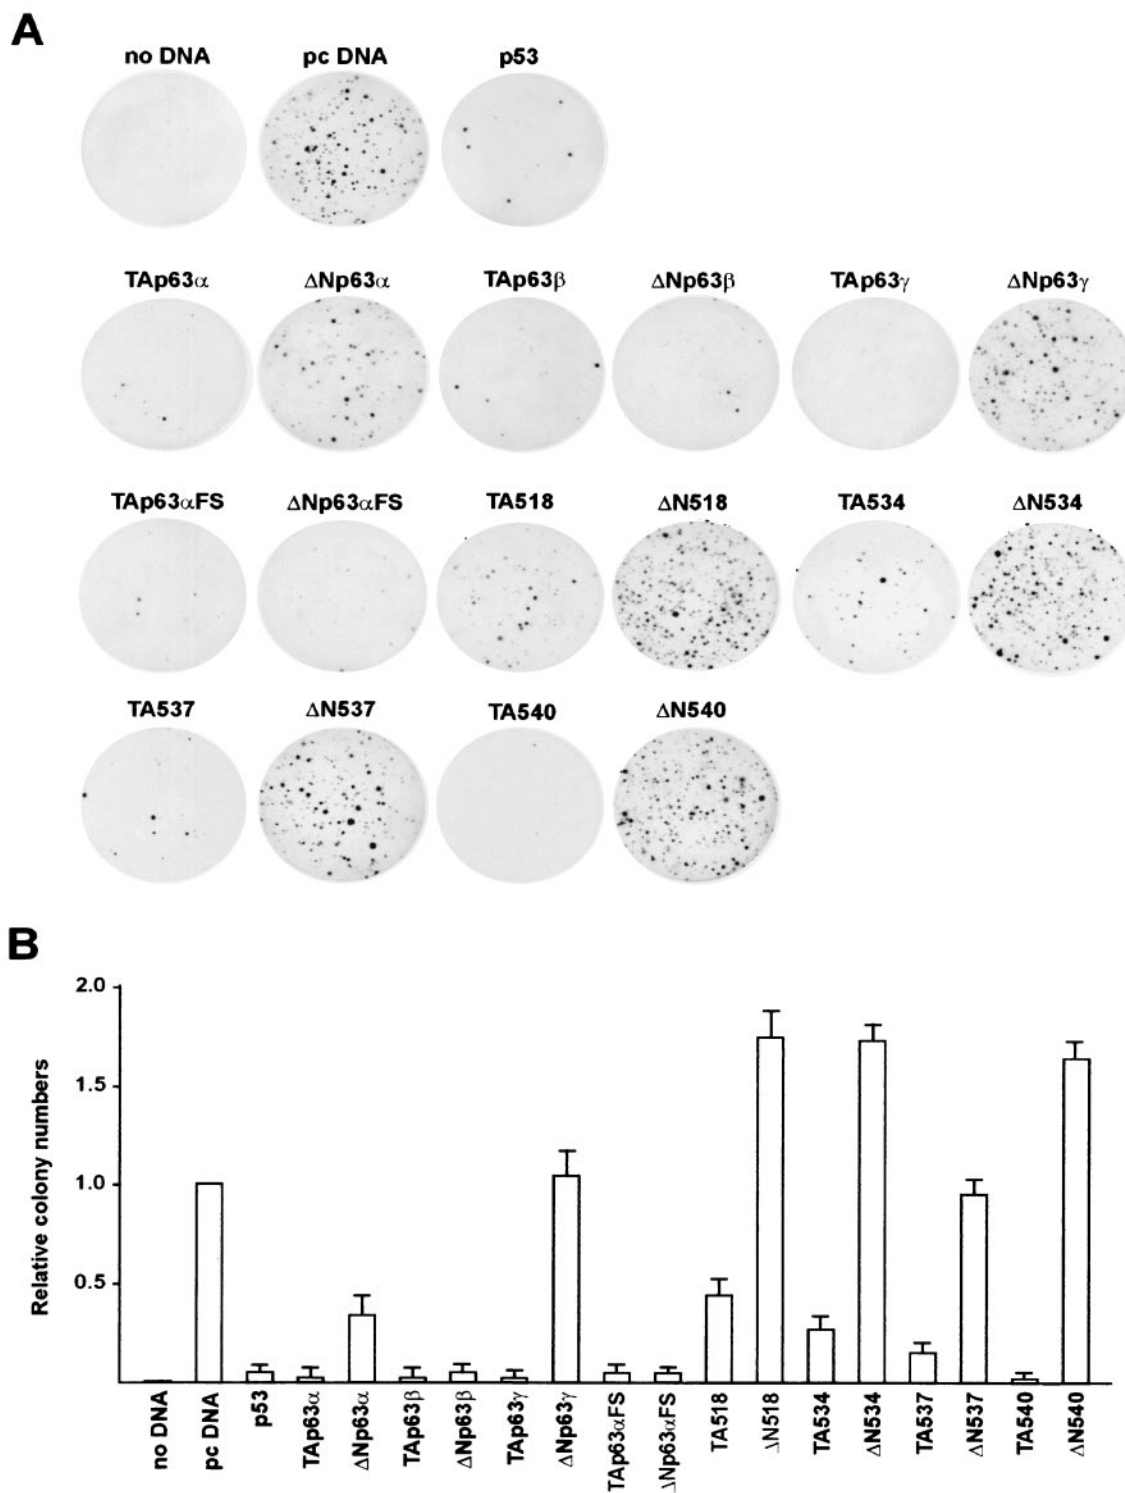 A
no DNA pc DNA p53
TAp63α ΔNp63α TAp63β ΔNp63β TAp63γ ΔNp63γ
TAp63αFS ΔNp63αFS TA518 ΔN518 TA534 ΔN534
TA537 ΔN537 TA540 ΔN540
B
Relative colony numbers
2.0
1.5
1.0
0.5
no DNA
pc DNA
p53
TAp63α
ΔNp63α
TAp63β
ΔNp63β
TAp63γ
ΔNp63γ
TAp63αFS
ΔNp63αFS
TA518
ΔN518
TA534
ΔN534
TA537
ΔN537
TA540
ΔN540